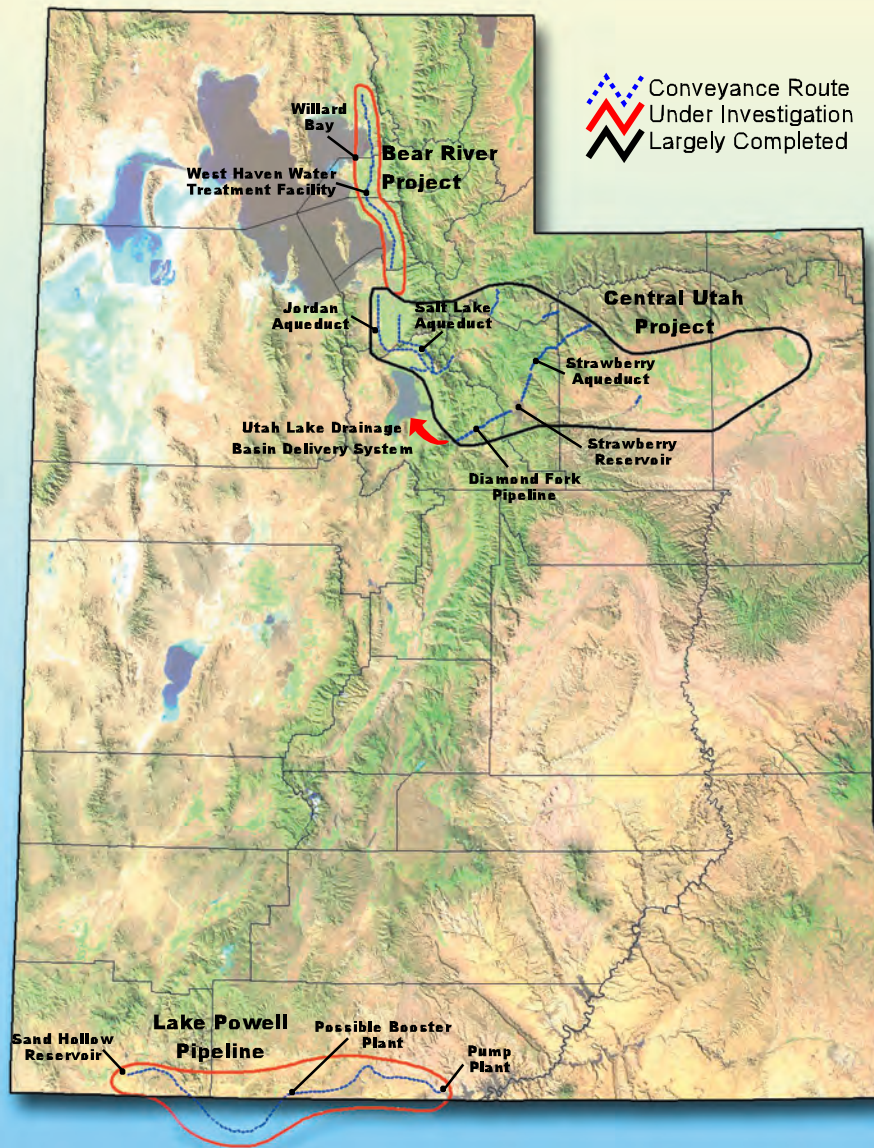 Conveyance Route
Under Investigation
Largely Completed
Willard
Bay
Bear River
Project
West Haven Water
Treatment Facility
Central Utah
Project
Jordan
Aqueduct
Salt Lake
Aqueduct
Strawberry
Aqueduct
Utah Lake Drainage
Basin Delivery System
Strawberry
Reservoir
Diamond Fork
Pipeline
Lake Powell
Pipeline
Possible Booster
Plant
Sand Hollow
Reservoir
Pump
Plant